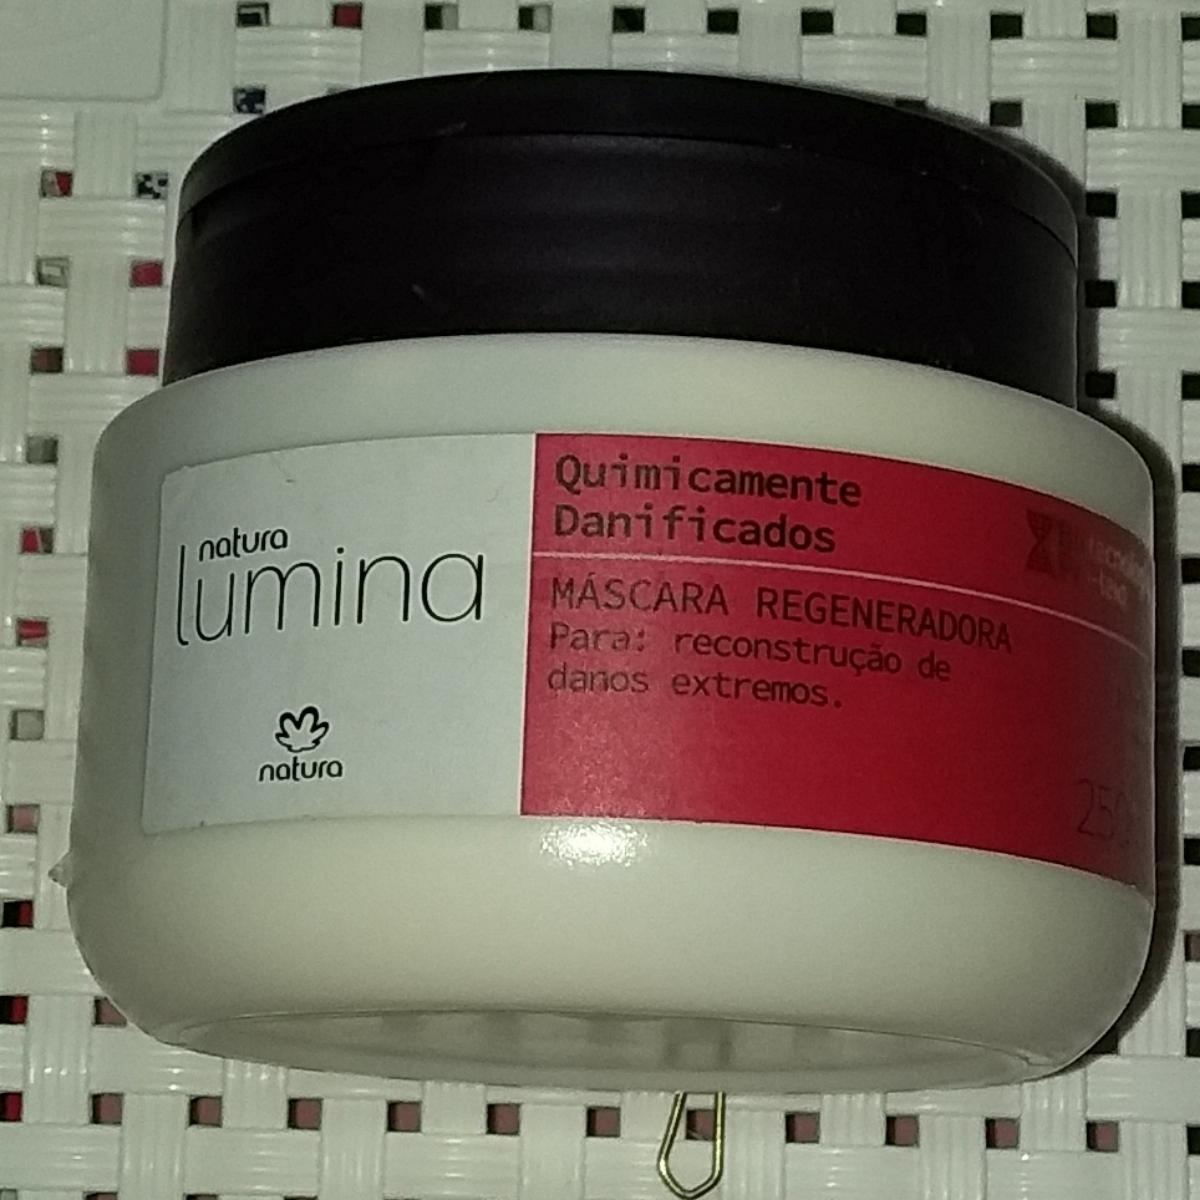 natura
lumina
natura
Quimicamente
Danificados
MÁSCARA REGENERADORA
Para: reconstrução de
danos extremos.